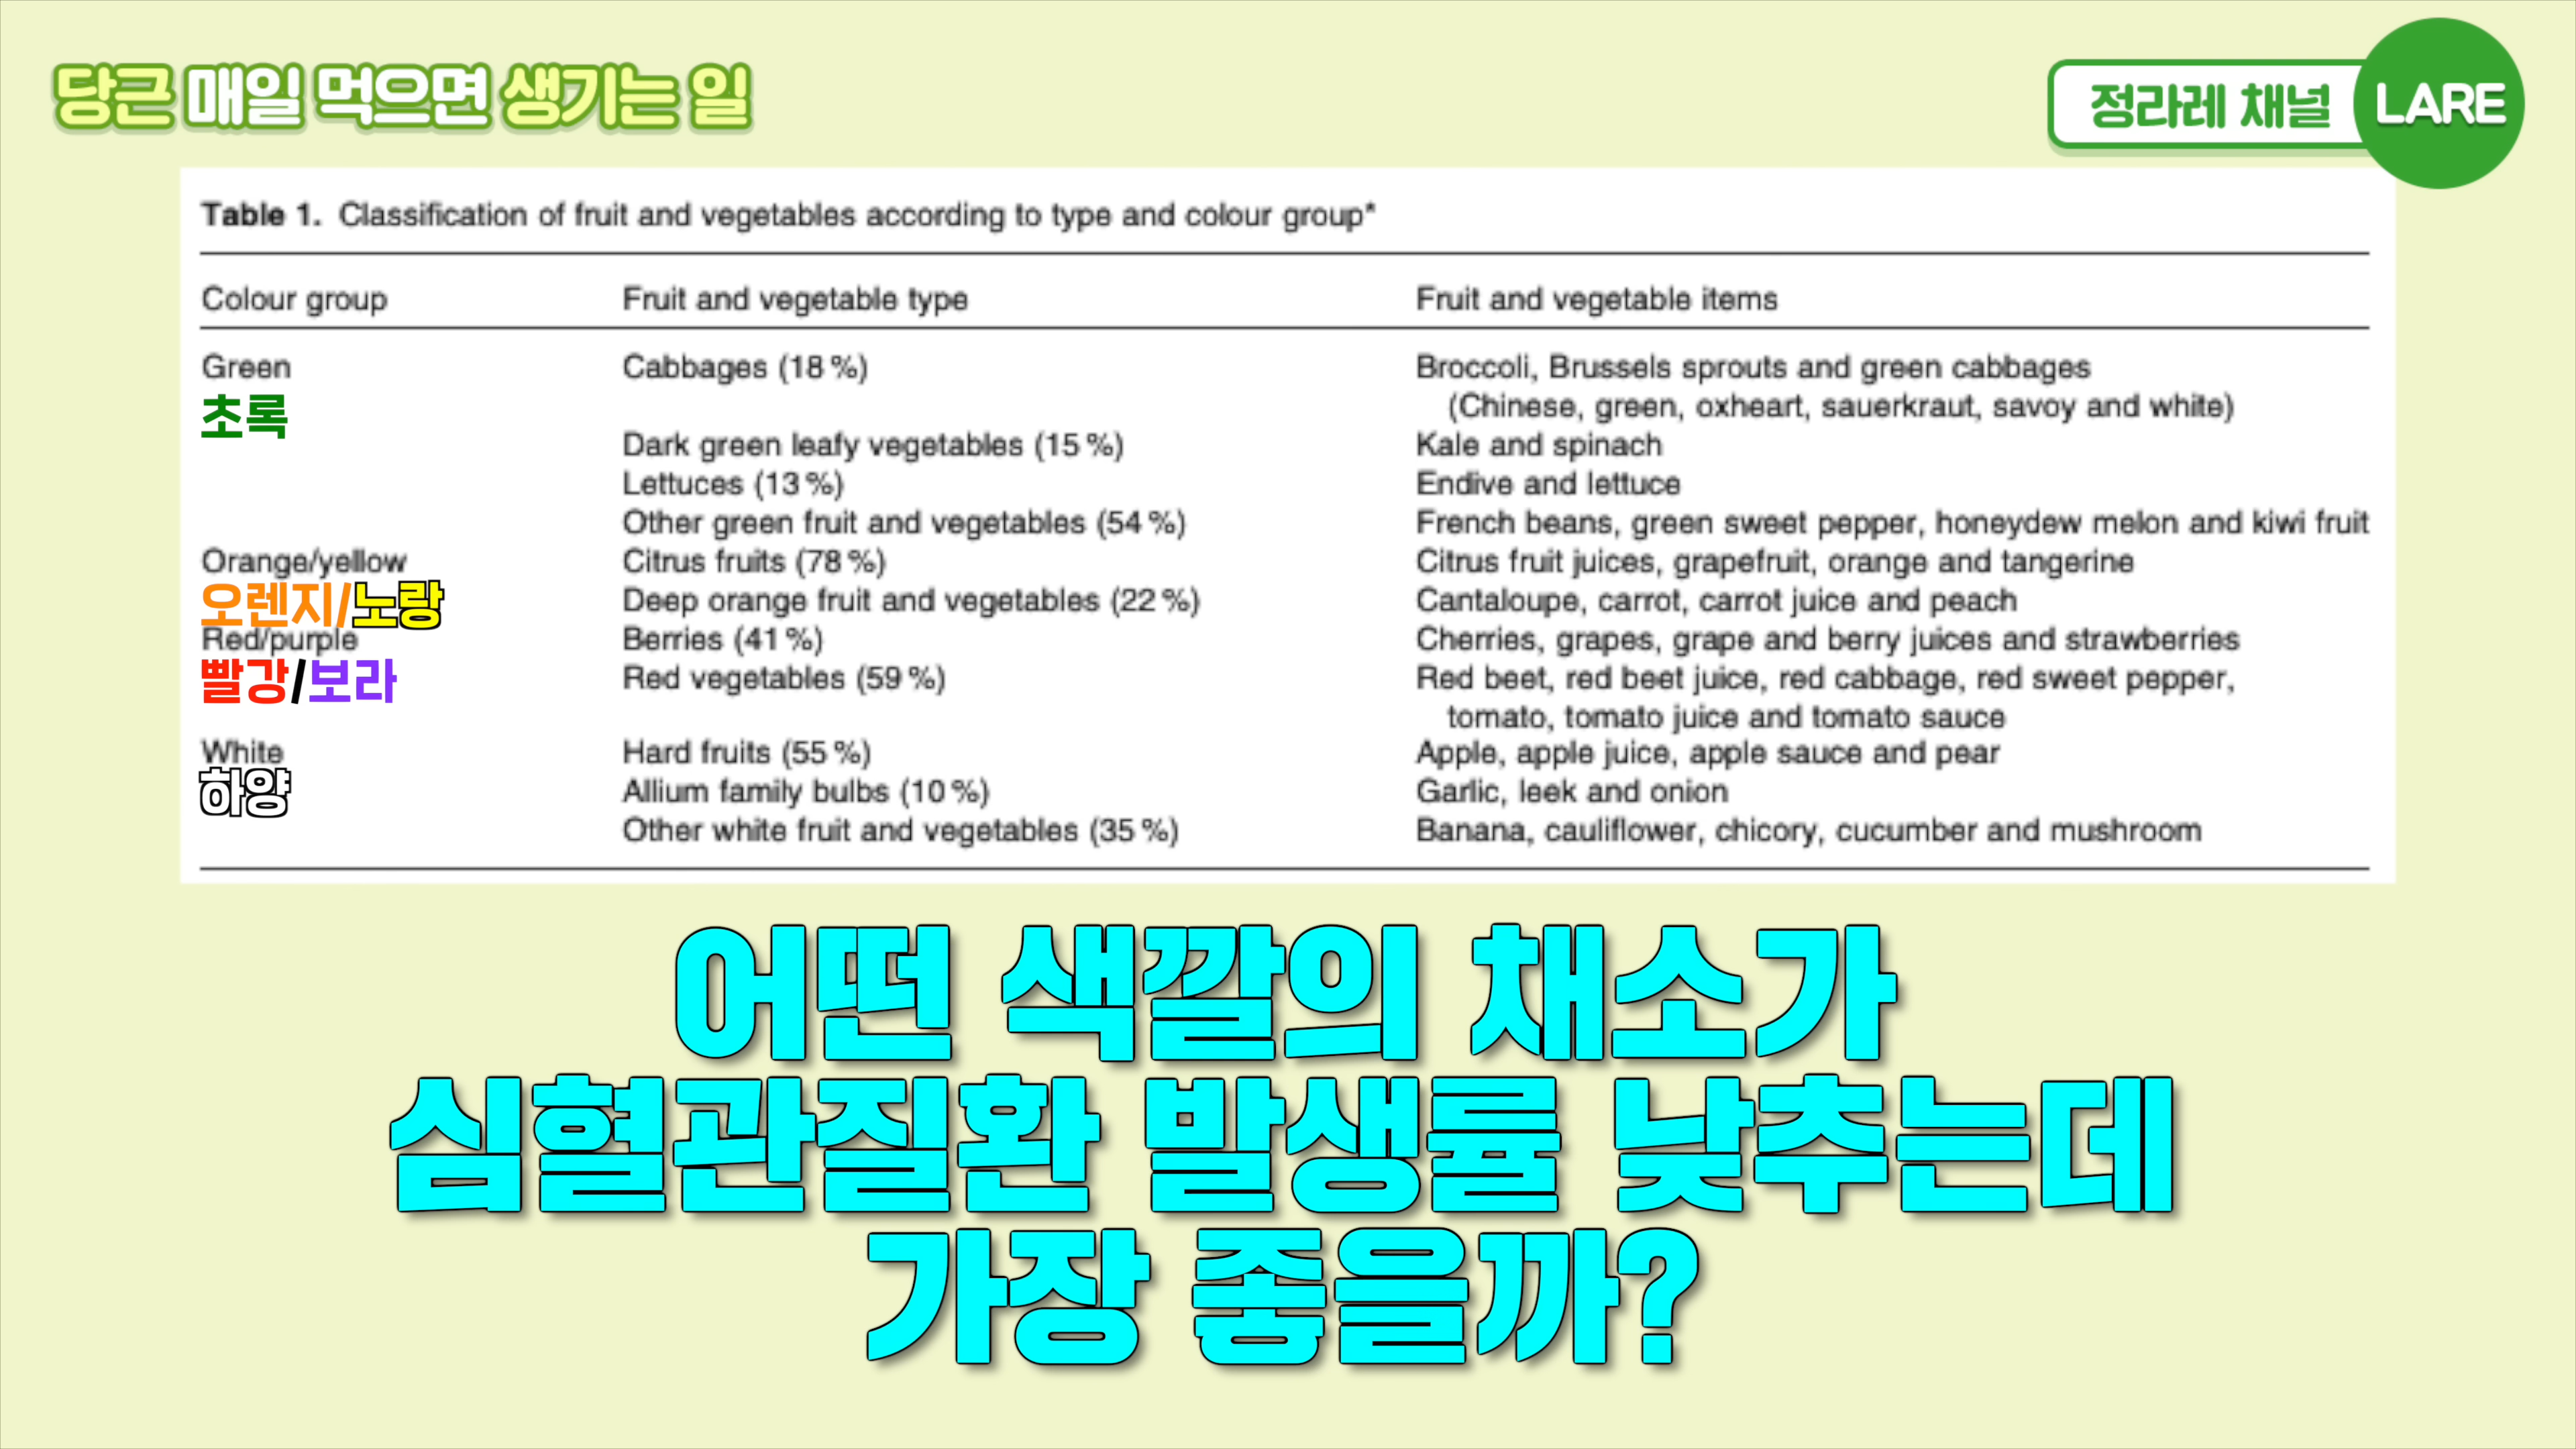 당근 매일 먹으면 생기는 일
정라레 채널 LARE
Table 1. Classification of fruit and vegetables according to type and colour group*
Colour group Fruit and vegetable type Fruit and vegetable items
Green Cabbages (18 %) Broccoli, Brussels sprouts and green cabbages
초록 (Chinese, green, oxheart, sauerkraut, savoy and white)
Dark green leafy vegetables (15 %) Kale and spinach
Lettuces (13 %) Endive and lettuce
Other green fruit and vegetables (54 %) French beans, green sweet pepper, honeydew melon and kiwi fruit
Orange/yellow Citrus fruits (78 %) Citrus fruit juices, grapefruit, orange and tangerine
오렌지/노랑 Deep orange fruit and vegetables (22 %) Cantaloupe, carrot, carrot juice and peach
Red/purple Berries (41 %) Cherries, grapes, grape and berry juices and strawberries
빨강/보라 Red vegetables (59 %) Red beet, red beet juice, red cabbage, red sweet pepper,
tomato, tomato juice and tomato sauce
White Hard fruits (55 %) Apple, apple juice, apple sauce and pear
하양 Allium family bulbs (10 %) Garlic, leek and onion
Other white fruit and vegetables (35 %) Banana, cauliflower, chicory, cucumber and mushroom
어떤 색깔의 채소가
심혈관질환 발생률 낮추는데
가장 좋을까?